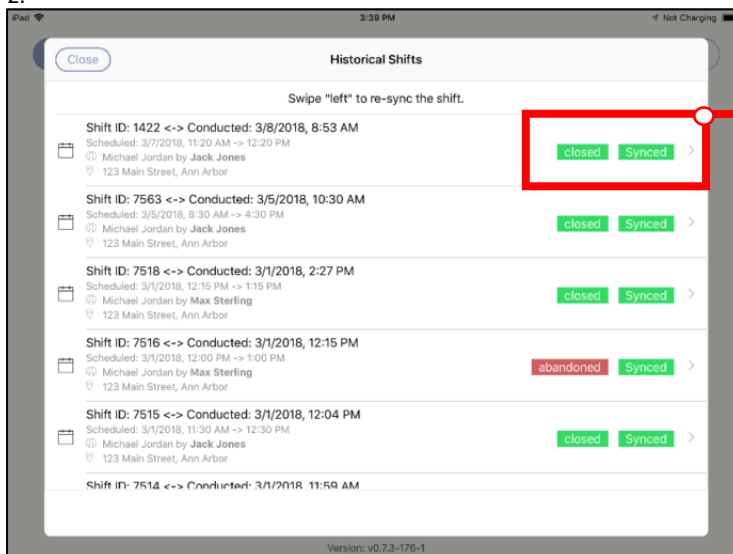 2.
iPad 3:39 PM Not Charging
Close Historical Shifts
Swipe "left" to re-sync the shift.
Shift ID: 1422 <-> Conducted: 3/8/2018, 8:53 AM
Scheduled: 3/7/2018, 11:20 AM -> 12:20 PM
Michael Jordan by Jack Jones
123 Main Street, Ann Arbor
closed Synced
Shift ID: 7563 <-> Conducted: 3/5/2018, 10:30 AM
Scheduled: 3/5/2018, 8:30 AM -> 4:30 PM
Michael Jordan by Jack Jones
123 Main Street, Ann Arbor
closed Synced
Shift ID: 7518 <-> Conducted: 3/1/2018, 2:27 PM
Scheduled: 3/1/2018, 12:15 PM -> 1:15 PM
Michael Jordan by Max Sterling
123 Main Street, Ann Arbor
closed Synced
Shift ID: 7516 <-> Conducted: 3/1/2018, 12:15 PM
Scheduled: 3/1/2018, 12:00 PM -> 1:00 PM
Michael Jordan by Max Sterling
123 Main Street, Ann Arbor
abandoned Synced
Shift ID: 7515 <-> Conducted: 3/1/2018, 12:04 PM
Scheduled: 3/1/2018, 11:30 AM -> 12:30 PM
Michael Jordan by Jack Jones
123 Main Street, Ann Arbor
closed Synced
Shift ID: 7514 <-> Conducted: 3/1/2018, 11:59 AM
Version: v0.7.3-176-1